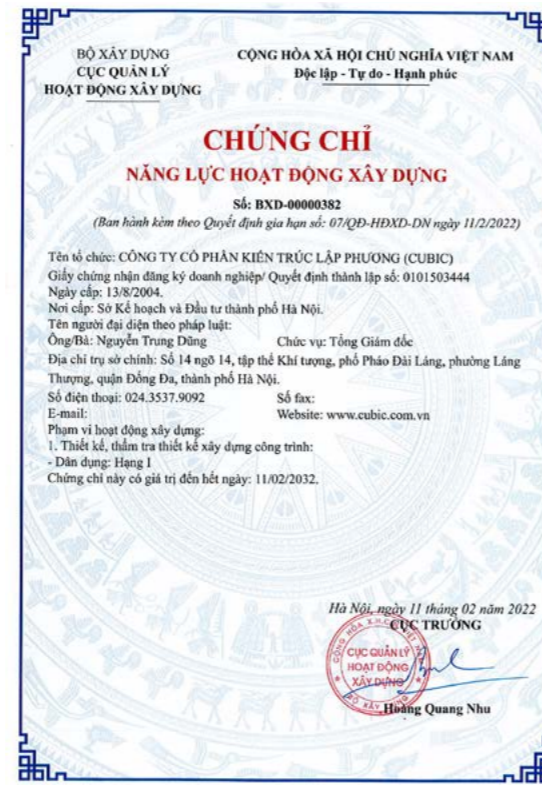 BỘ XÂY DỰNG
CỤC QUẢN LÝ
HOẠT ĐỘNG XÂY DỰNG
CỘNG HÒA XÃ HỘI CHỦ NGHĨA VIỆT NAM
Độc lập - Tự do - Hạnh phúc
CHỨNG CHỈ
NĂNG LỰC HOẠT ĐỘNG XÂY DỰNG
Số: BXD-00000382
(Ban hành kèm theo Quyết định gia hạn số: 07/QĐ-HĐXD-DN ngày 11/2/2022)
Tên tổ chức: CÔNG TY CỔ PHẦN KIẾN TRÚC LẬP PHƯƠNG (CUBIC)
Giấy chứng nhận đăng ký doanh nghiệp/ Quyết định thành lập số: 0101503444
Ngày cấp: 13/8/2004.
Nơi cấp: Sở Kế hoạch và Đầu tư thành phố Hà Nội.
Tên người đại diện theo pháp luật:
Ông/Bà: Nguyễn Trung Dũng Chức vụ: Tổng Giám đốc
Địa chỉ trụ sở chính: Số 14 ngõ 14, tập thể Khí tượng, phố Pháo Đài Láng, phường Láng
Thượng, quận Đống Đa, thành phố Hà Nội.
Số điện thoại: 024.3537.9092 Số fax:
E-mail: Website: www.cubic.com.vn
Phạm vi hoạt động xây dựng:
1. Thiết kế, thẩm tra thiết kế xây dựng công trình:
- Dân dụng: Hạng I
Chứng chỉ này có giá trị đến hết ngày: 11/02/2032.
Hà Nội, ngày 11 tháng 02 năm 2022
CỤC TRƯỞNG
CỤC QUẢN LÝ
HOẠT ĐỘNG
XÂY DỰNG
BỘ XÂY DỰNG
Hoàng Quang Nhu